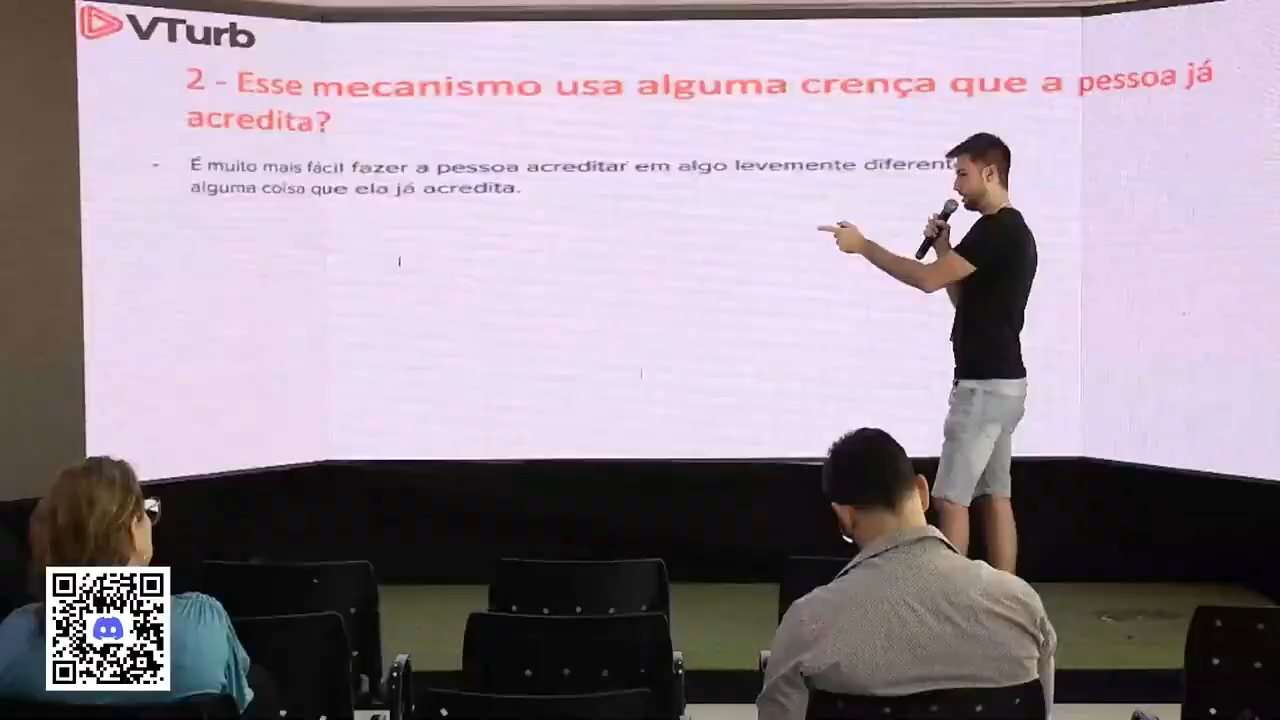 VTurb
2 - Esse mecanismo usa alguma crença que a pessoa já
acredita?
- É muito mais fácil fazer a pessoa acreditar em algo levemente
alguma coisa que ela já acredita.